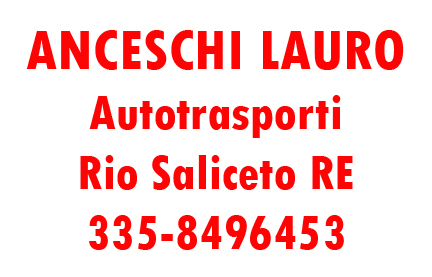 ANCESCHI LAURO
Autotrasporti
Rio Saliceto RE
335-8496453